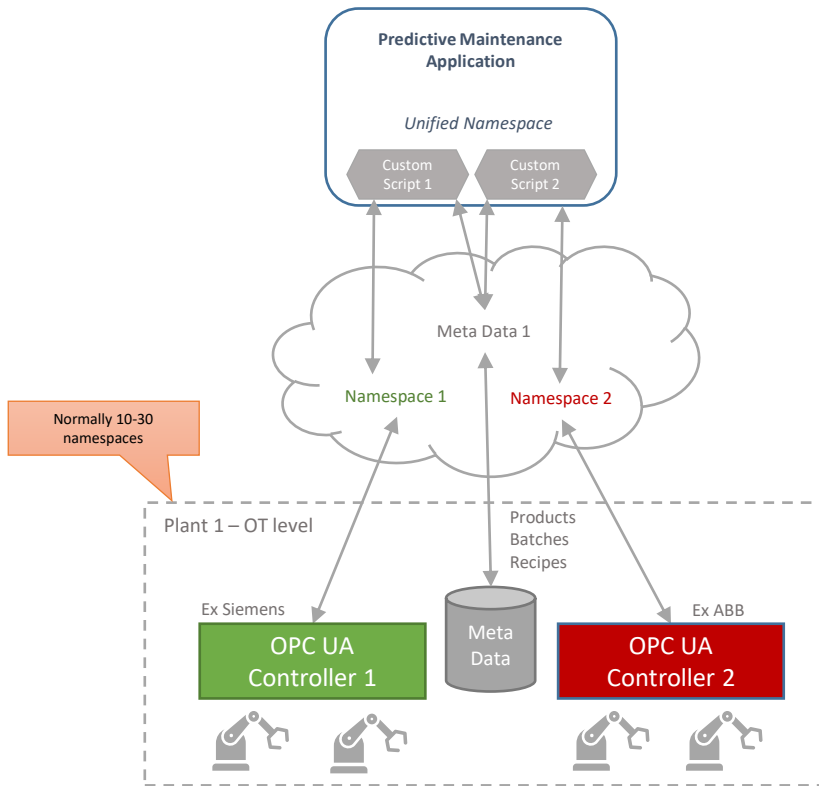 Predictive Maintenance
Application
Unified Namespace
Custom
Script 1
Custom
Script 2
Meta Data 1
Namespace 1
Namespace 2
Normally 10-30
namespaces
Plant 1 – OT level
Products
Batches
Recipes
Ex Siemens
OPC UA
Controller 1
Meta
Data
Ex ABB
OPC UA
Controller 2